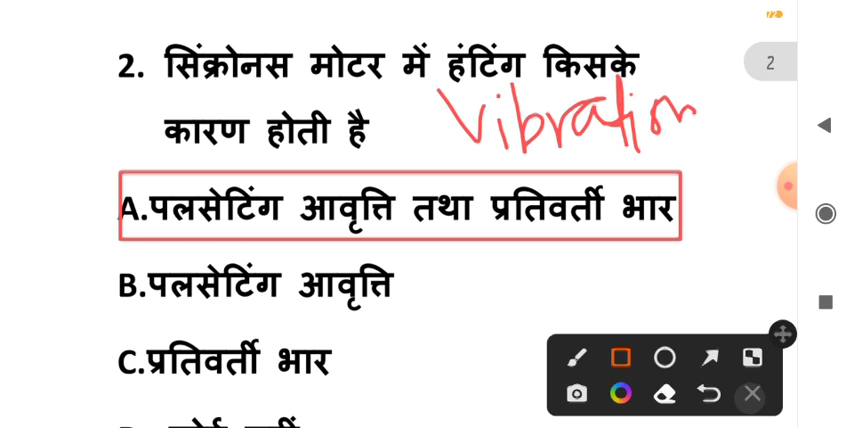 2. सिंक्रोनस मोटर में हंटिंग किसके
कारण होती है
Vibration
A.पलसेटिंग आवृत्ति तथा प्रतिवर्ती भार
B.पलसेटिंग आवृत्ति
C.प्रतिवर्ती भार
2